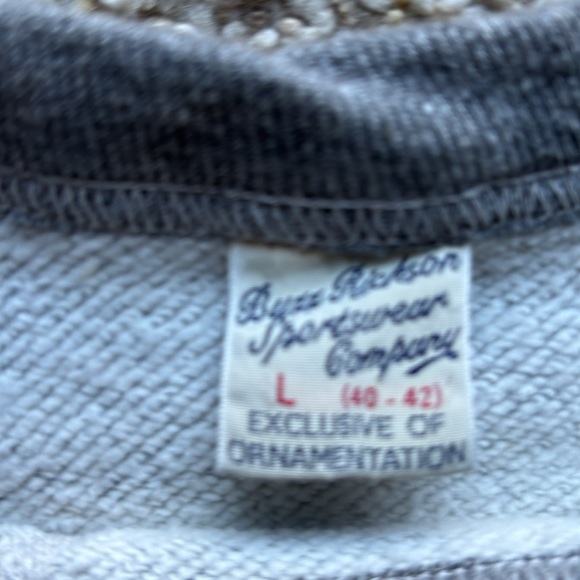 Buzz Rickson
Sportswear
Company
L (40 - 42)
EXCLUSIVE OF
ORNAMENTATION